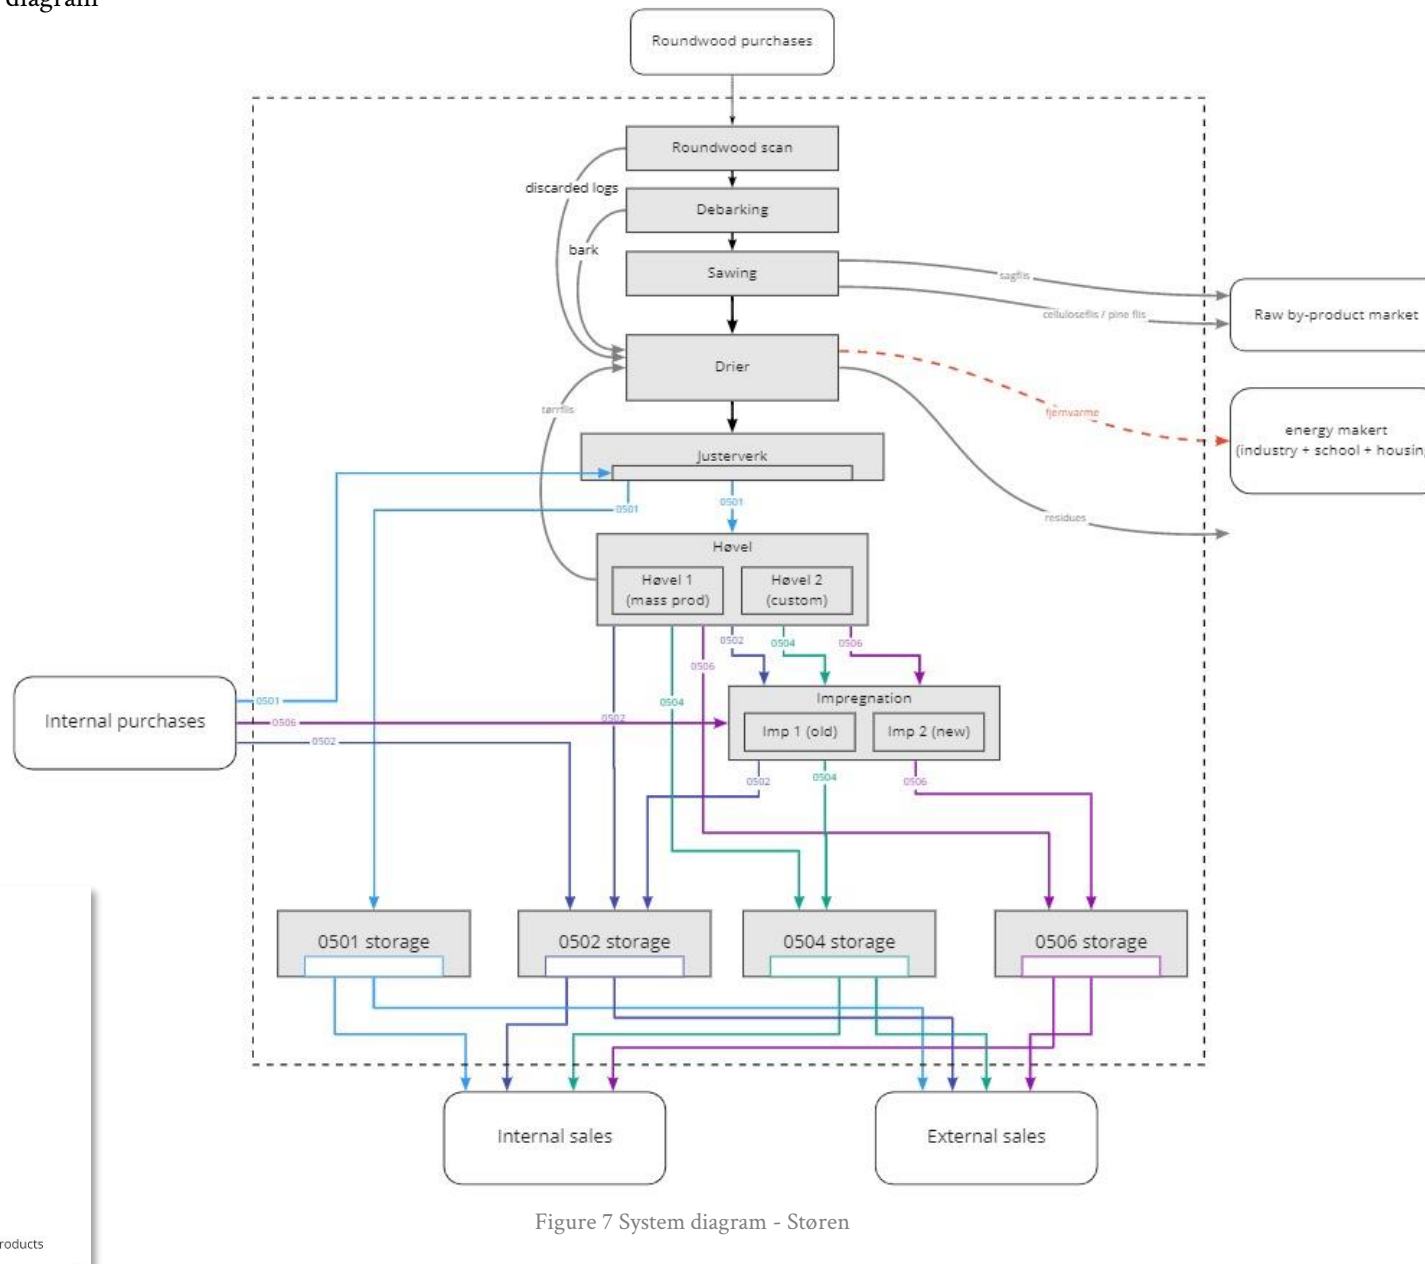 diagram
Roundwood purchases
Roundwood scan
discarded logs
Debarking
bark
Sawing
sagflis
celluloseflis / pine flis
Raw by-product market
Drier
tørrflis
fjernvarme
energy makert
(industry + school + housing
residues
Justerverk
0501
0501
Høvel
Høvel 1
(mass prod)
Høvel 2
(custom)
0502
0504
0506
0506
0504
0502
Internal purchases
0501
0506
0502
Impregnation
Imp 1 (old)
Imp 2 (new)
0502
0504
0506
0501 storage
0502 storage
0504 storage
0506 storage
Internal sales
External sales
Figure 7 System diagram - Støren
roducts